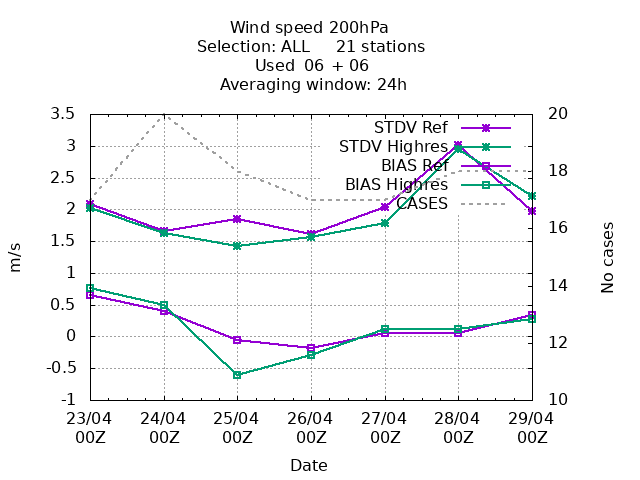 Wind speed 200hPa
Selection: ALL 21 stations
Used 06 + 06
Averaging window: 24h
3.5
3
2.5
2
1.5
1
0.5
0
-0.5
-1
m/s
20
18
16
14
12
10
No cases
STDV Ref
STDV Highres
BIAS Ref
BIAS Highres
CASES
23/04 24/04 25/04 26/04 27/04 28/04 29/04
00Z 00Z 00Z 00Z 00Z 00Z 00Z
Date